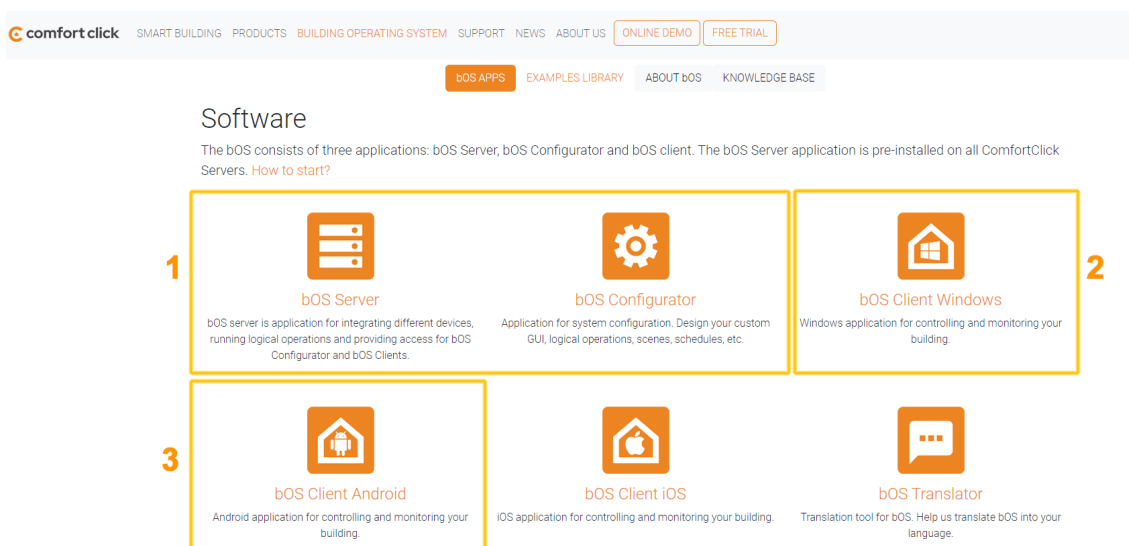 comfort click SMART BUILDING PRODUCTS BUILDING OPERATING SYSTEM SUPPORT NEWS ABOUT US ONLINE DEMO FREE TRIAL
bOS APPS EXAMPLES LIBRARY ABOUT bOS KNOWLEDGE BASE
Software
The bOS consists of three applications: bOS Server, bOS Configurator and bOS client. The bOS Server application is pre-installed on all ComfortClick
Servers. How to start?
1
bOS Server
bOS server is application for integrating different devices,
running logical operations and providing access for bOS
Configurator and bOS Clients.
bOS Configurator
Application for system configuration. Design your custom
GUI, logical operations, scenes, schedules, etc.
2
bOS Client Windows
Windows application for controlling and monitoring your
building.
3
bOS Client Android
Android application for controlling and monitoring your
building.
bOS Client iOS
iOS application for controlling and monitoring your building.
bOS Translator
Translation tool for bOS. Help us translate bOS into your
language.